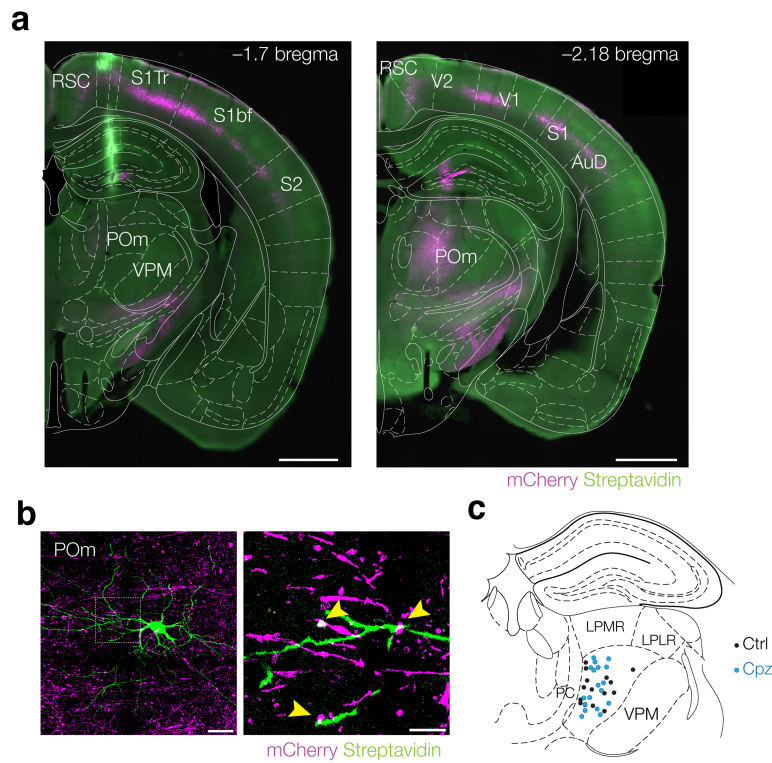 a
–1.7 bregma
RSC
S1Tr
S1bf
S2
POm
VPM
–2.18 bregma
RSC
V2
V1
S1
AuD
POm
mCherry Streptavidin
b
POm
mCherry Streptavidin
c
LPMR
LPLR
PC
VPM
Ctrl
Cpz